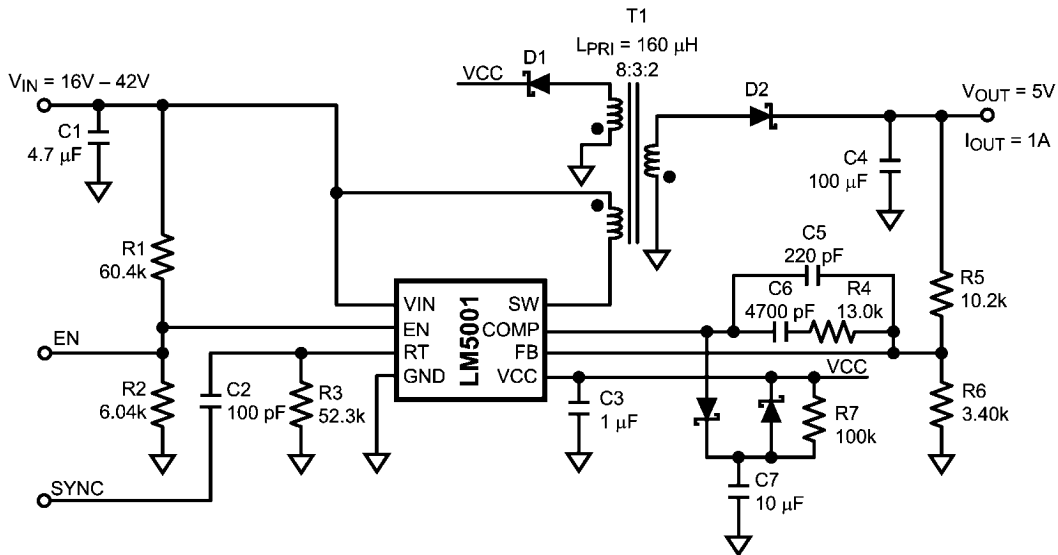 T1
L_PRI = 160 μH
8:3:2
VCC
D1
V_IN = 16V – 42V
D2
V_OUT = 5V
I_OUT = 1A
C1
4.7 μF
C4
100 μF
R1
60.4k
C5
220 pF
C6
4700 pF
R4
13.0k
R5
10.2k
VIN
EN
RT
GND
LM5001
SW
COMP
FB
VCC
EN
VCC
R2
6.04k
C2
100 pF
R3
52.3k
C3
1 μF
R7
100k
R6
3.40k
SYNC
C7
10 μF